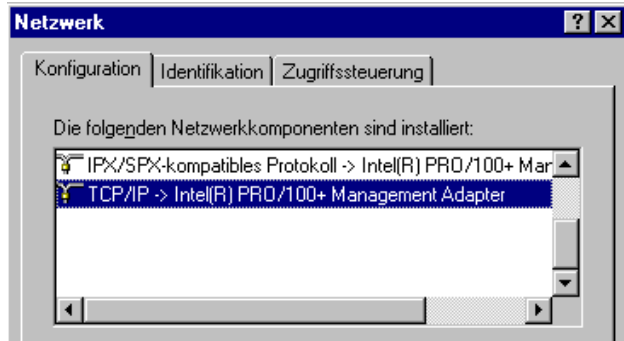 Netzwerk
Konfiguration Identifikation Zugriffssteuerung
Die folgenden Netzwerkkomponenten sind installiert:
IPX/SPX-kompatibles Protokoll -> Intel(R) PRO/100+ Mar
TCP/IP -> Intel(R) PRO/100+ Management Adapter